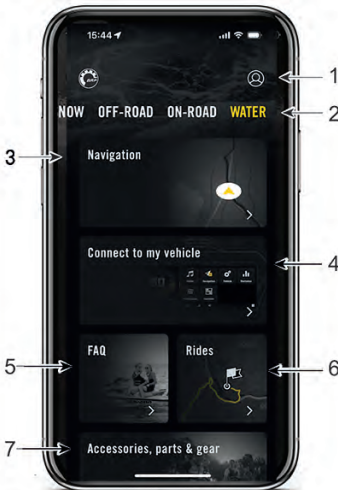 15:44
1
NOW OFF-ROAD ON-ROAD WATER
2
3
Navigation
Connect to my vehicle
4
5
FAQ
Rides
6
7
Accessories, parts & gear